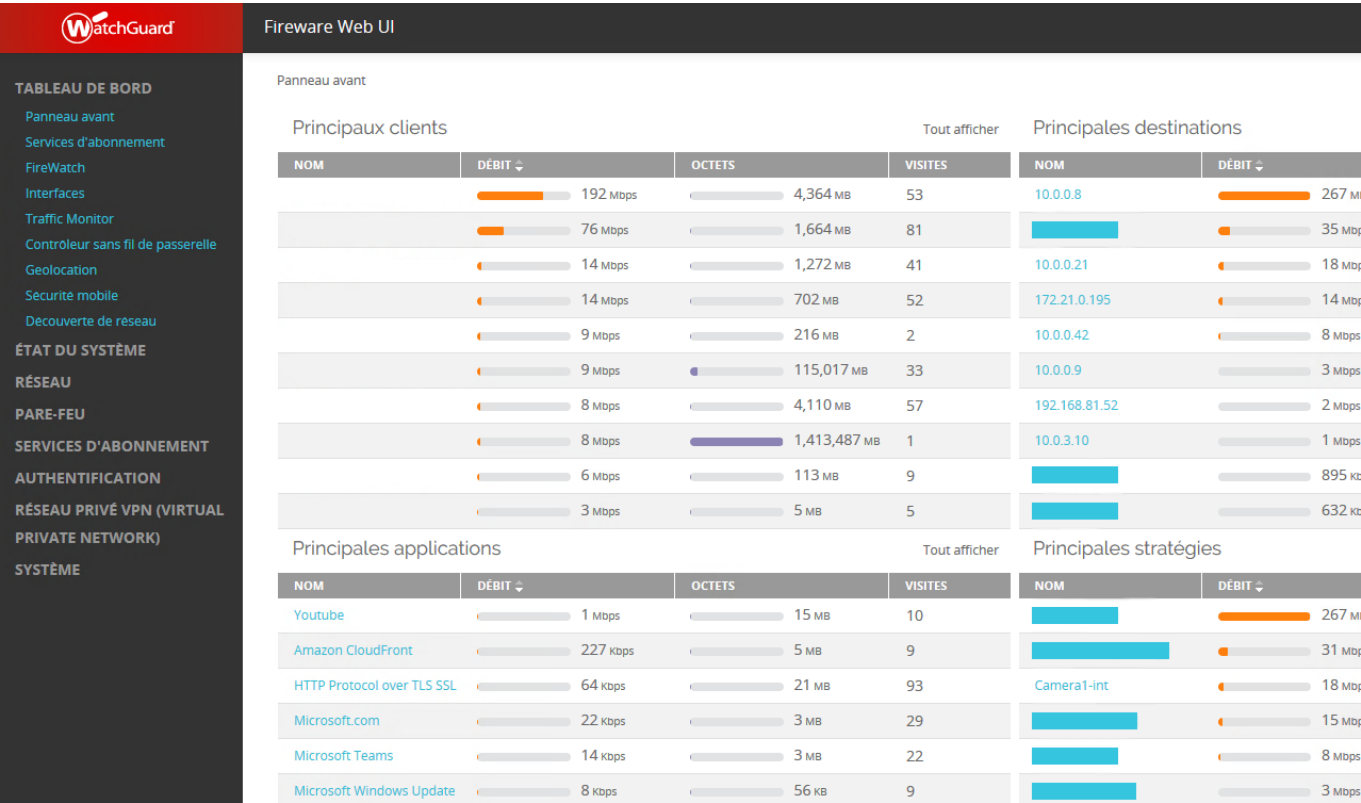 WatchGuard
Fireware Web UI
TABLEAU DE BORD
Panneau avant
Services d'abonnement
FireWatch
Interfaces
Traffic Monitor
Contrôleur sans fil de passerelle
Geolocation
Sécurité mobile
Découverte de réseau
ÉTAT DU SYSTÈME
RÉSEAU
PARE-FEU
SERVICES D'ABONNEMENT
AUTHENTIFICATION
RÉSEAU PRIVÉ VPN (VIRTUAL
PRIVATE NETWORK)
SYSTÈME
Panneau avant
Principaux clients Tout afficher
NOM DÉBIT OCTETS VISITES
192 Mbps 4,364 MB 53
76 Mbps 1,664 MB 81
14 Mbps 1,272 MB 41
14 Mbps 702 MB 52
9 Mbps 216 MB 2
9 Mbps 115,017 MB 33
8 Mbps 4,110 MB 57
8 Mbps 1,413,487 MB 1
6 Mbps 113 MB 9
3 Mbps 5 MB 5
Principales destinations
NOM DÉBIT
10.0.0.8 267
35
10.0.0.21 18
172.21.0.195 14
10.0.0.42 8 Mbps
10.0.0.9 3 Mbps
192.168.81.52 2 Mbps
10.0.3.10 1 Mbps
895
632
Principales applications Tout afficher
NOM DÉBIT OCTETS VISITES
Youtube 1 Mbps 15 MB 10
Amazon CloudFront 227 Kbps 5 MB 9
HTTP Protocol over TLS SSL 64 Kbps 21 MB 93
Microsoft.com 22 Kbps 3 MB 29
Microsoft Teams 14 Kbps 3 MB 22
Microsoft Windows Update 8 Kbps 56 KB 9
Principales stratégies
NOM DÉBIT
267
31
Camera1-int 18
15
8 Mbps
3 Mbps